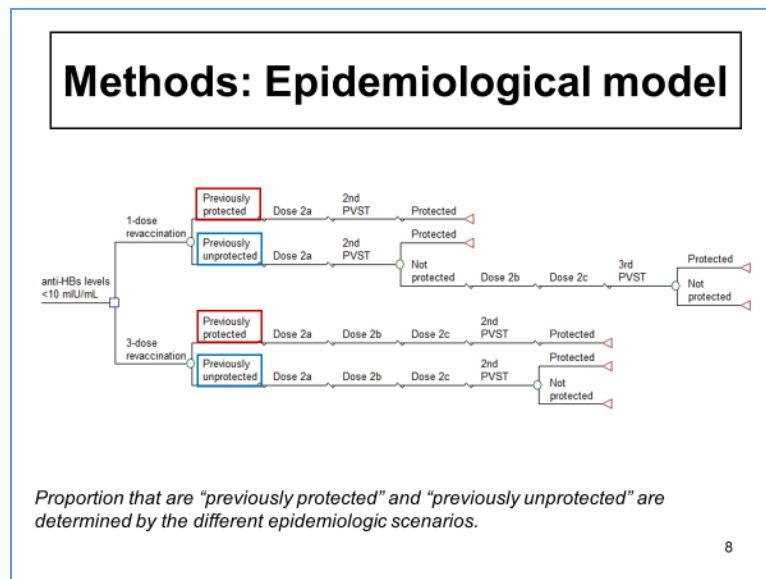 Methods: Epidemiological model
Previously
protected
Dose 2a
2nd
PVST
Protected
1-dose
revaccination
Previously
unprotected
Dose 2a
2nd
PVST
Protected
Not
protected
Dose 2b
Dose 2c
3rd
PVST
Protected
Not
protected
anti-HBs levels
<10 mIU/mL
Previously
protected
Dose 2a
Dose 2b
Dose 2c
2nd
PVST
Protected
3-dose
revaccination
Previously
unprotected
Dose 2a
Dose 2b
Dose 2c
2nd
PVST
Protected
Not
protected
Proportion that are “previously protected” and “previously unprotected” are
determined by the different epidemiologic scenarios.
8